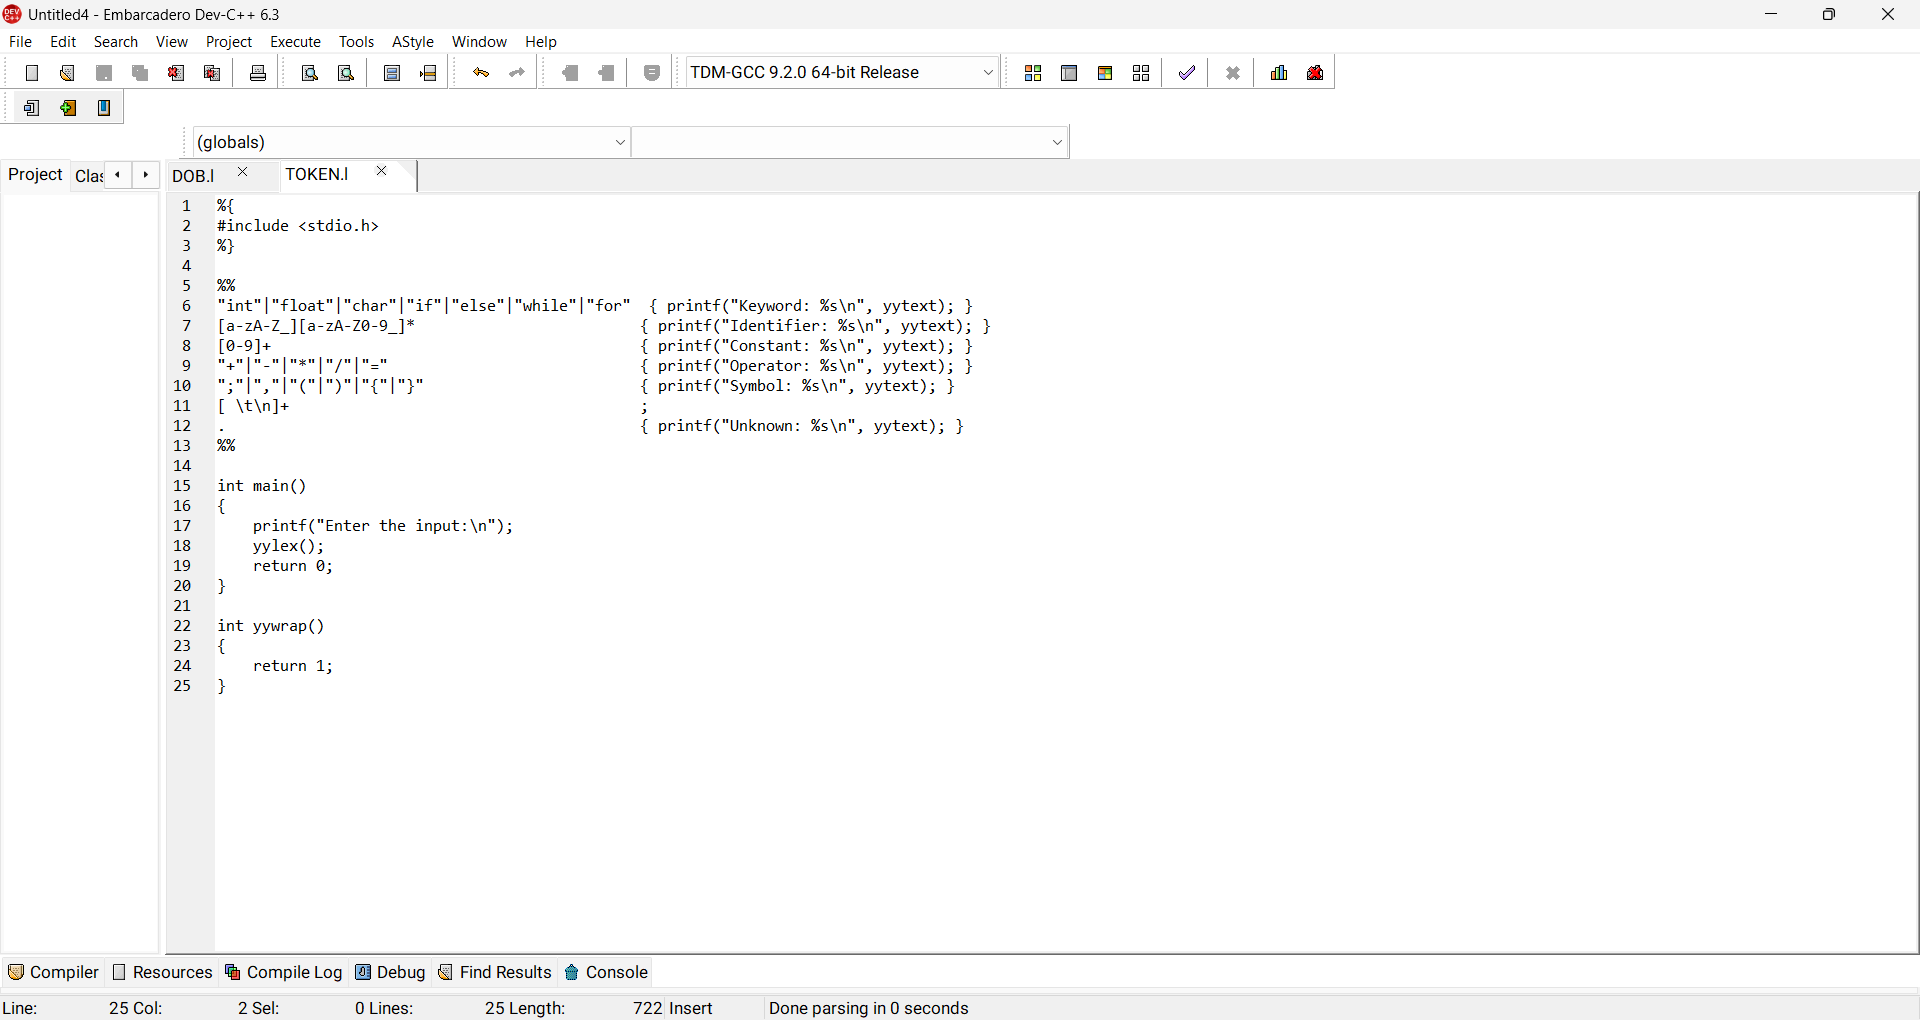 Untitled4 - Embarcadero Dev-C++ 6.3
File Edit Search View Project Execute Tools AStyle Window Help
TDM-GCC 9.2.0 64-bit Release
(globals)
Project Clas DOB.l TOKEN.l
1 %{
2 #include <stdio.h>
3 %}
4
5 %%
6 "int"|"float"|"char"|"if"|"else"|"while"|"for"  { printf("Keyword: %s\n", yytext); }
7 [a-zA-Z_][a-zA-Z0-9_]*                         { printf("Identifier: %s\n", yytext); }
8 [0-9]+                                         { printf("Constant: %s\n", yytext); }
9 "+"|"-"|"*"|"/"|"="                            { printf("Operator: %s\n", yytext); }
10 ";"|","|"("|")"|"{"|"}"                        { printf("Symbol: %s\n", yytext); }
11 [ \t\n]+                                       ;
12 .                                              { printf("Unknown: %s\n", yytext); }
13 %%
14
15 int main()
16 {
17     printf("Enter the input:\n");
18     yylex();
19     return 0;
20 }
21
22 int yywrap()
23 {
24     return 1;
25 }
Compiler Resources Compile Log Debug Find Results Console
Line: 25 Col: 2 Sel: 0 Lines: 25 Length: 722 Insert Done parsing in 0 seconds